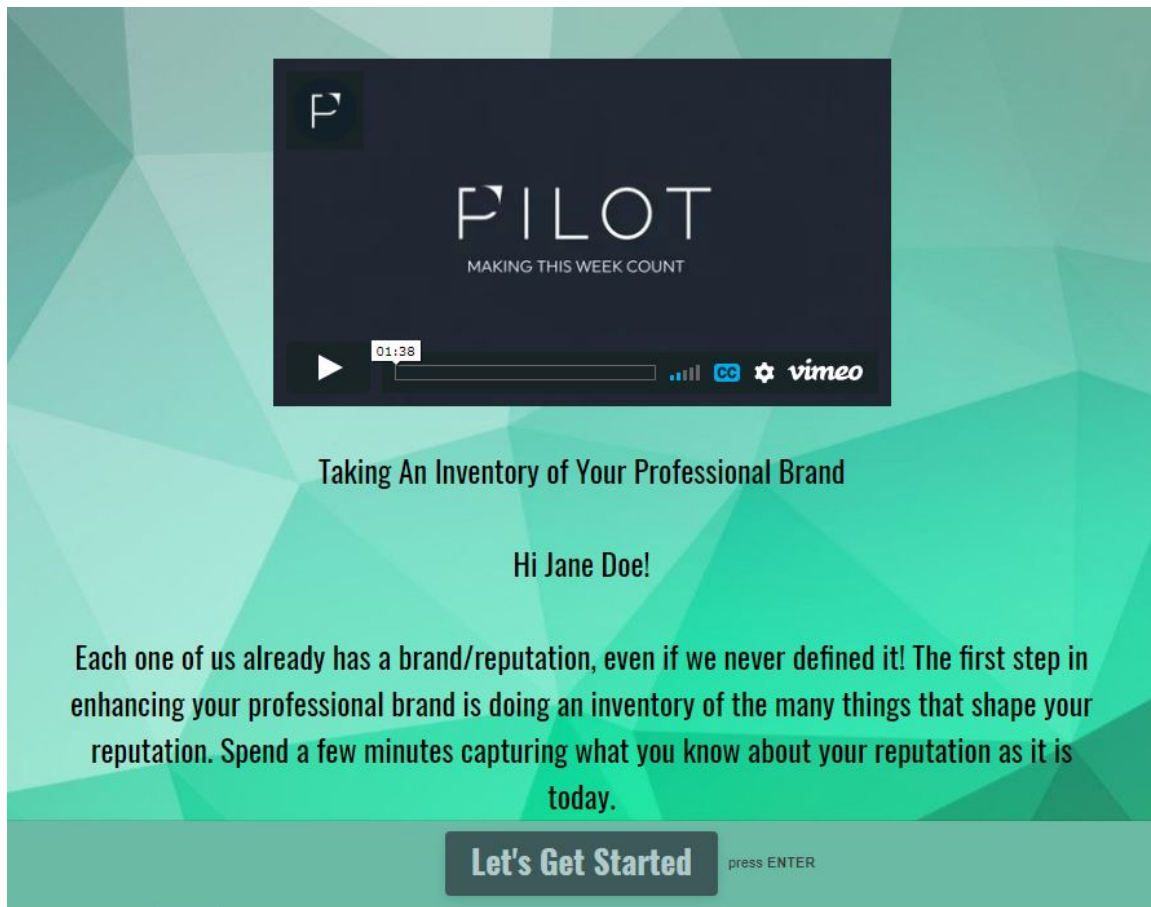 P
PILOT
MAKING THIS WEEK COUNT
01:38
CC
vimeo
Taking An Inventory of Your Professional Brand
Hi Jane Doe!
Each one of us already has a brand/reputation, even if we never defined it! The first step in
enhancing your professional brand is doing an inventory of the many things that shape your
reputation. Spend a few minutes capturing what you know about your reputation as it is
today.
Let's Get Started
press ENTER